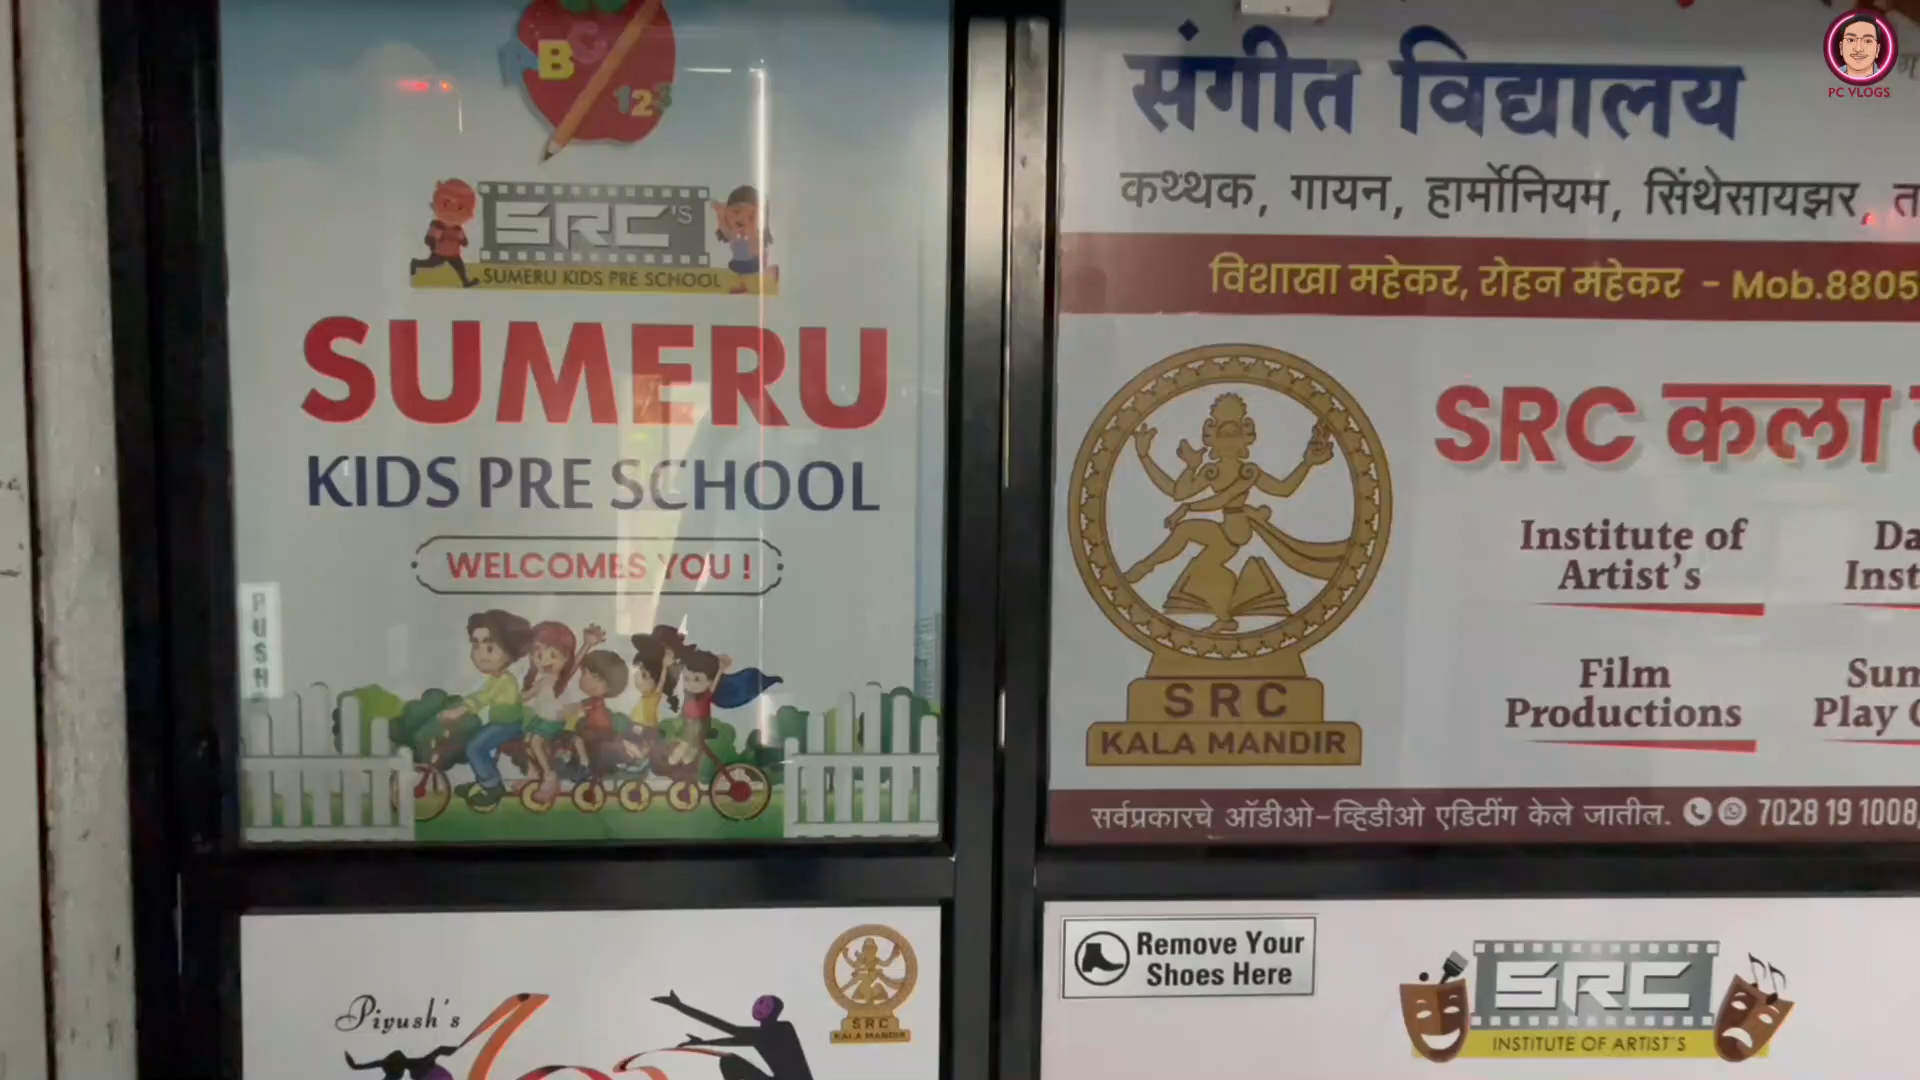 ABC
123
SRC'S
SUMERU KIDS PRE SCHOOL
SUMERU
KIDS PRE SCHOOL
WELCOMES YOU !
PUSH
Piyush's
SRC
KALA MANDIR
संगीत विद्यालय
कथ्थक, गायन, हार्मोनियम, सिंथेसायझर,
विशाखा महेकर, रोहन महेकर - Mob.8805
SRC कला
Institute of
Artist's
Film
Productions
Play
SRC
KALA MANDIR
सर्वप्रकारचे ऑडीओ-व्हिडीओ एडिटींग केले जातील. 7028 19 1008,
Remove Your
Shoes Here
SRC
INSTITUTE OF ARTIST'S
PC VLOGS